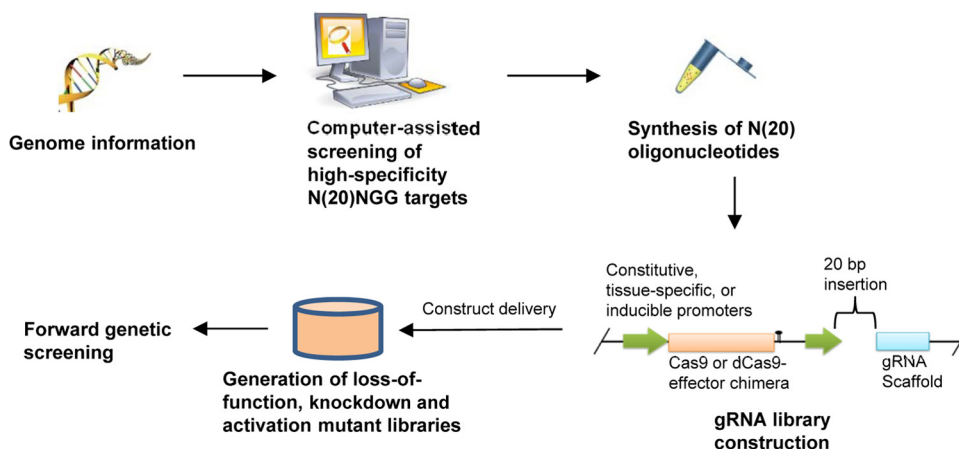 Genome information
Computer-assisted
screening of
high-specificity
N(20)NGG targets
Synthesis of N(20)
oligonucleotides
Constitutive,
tissue-specific, or
inducible promoters
20 bp
insertion
Cas9 or dCas9-
effector chimera
gRNA
Scaffold
gRNA library
construction
Construct delivery
Generation of loss-of-
function, knockdown and
activation mutant libraries
Forward genetic
screening